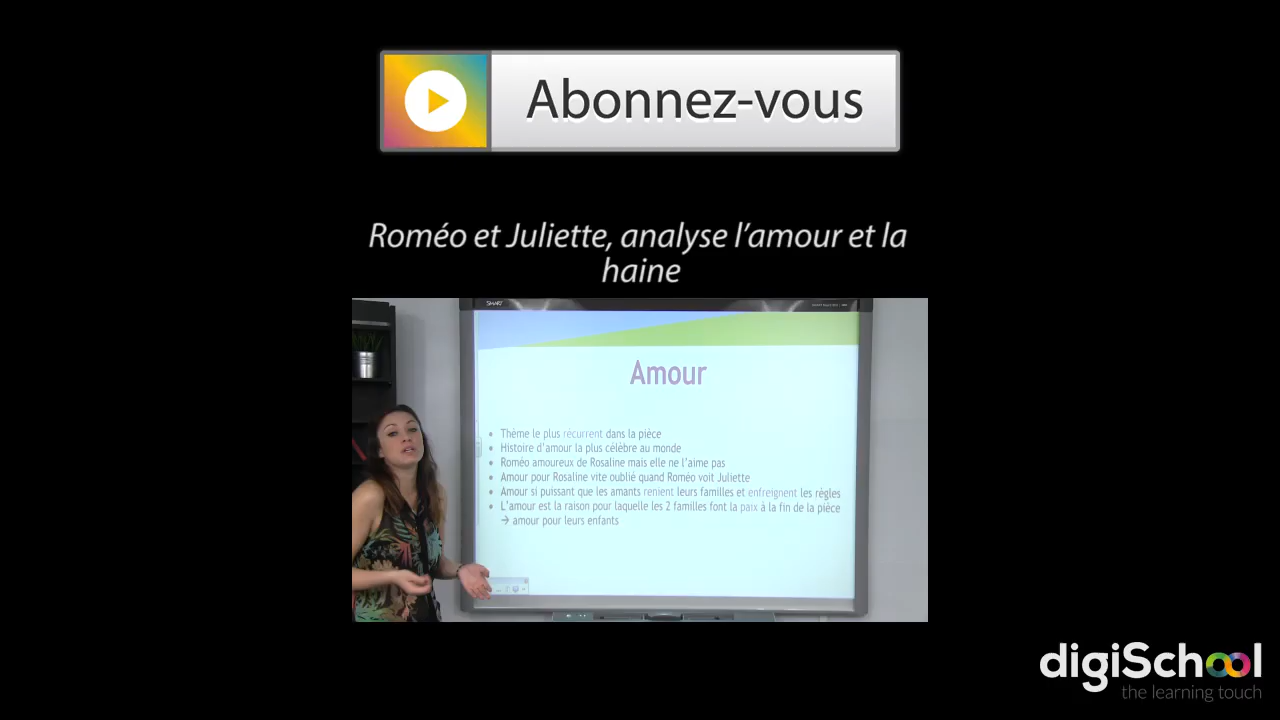 Abonnez-vous
Roméo et Juliette, analyse l'amour et la
haine
SMART
Amour
• Thème le plus récurrent dans la pièce
• Histoire d'amour la plus célèbre au monde
• Roméo amoureux de Rosaline mais elle ne l'aime pas
• Amour pour Rosaline vite oublié quand Roméo voit Juliette
• Amour si puissant que les amants renient leurs familles et enfreignent les règles
• L'amour est la raison pour laquelle les 2 familles font la paix à la fin de la pièce
→ amour pour leurs enfants
digiSchool
the learning touch